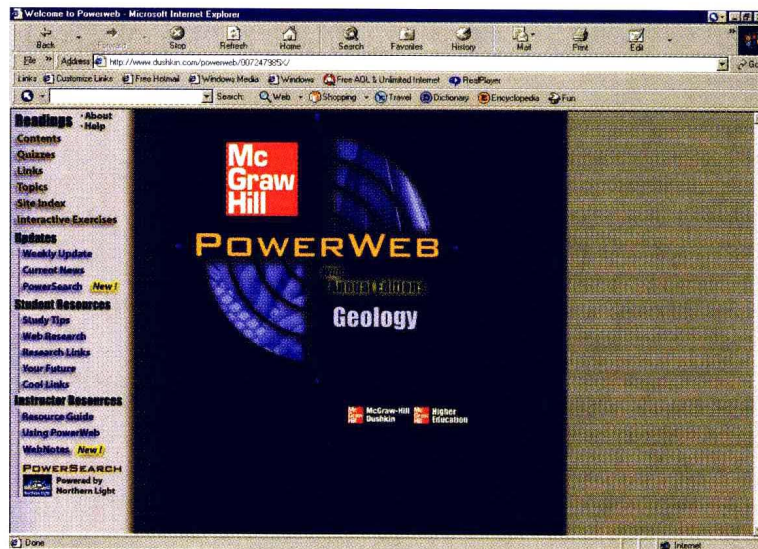 Welcome to Powerweb - Microsoft Internet Explorer
Back Forward Stop Refresh Home Search Favorites History Mail Print Edit
File » Address http://www.dushkin.com/powerweb/007247985X/ Go
Links Customize Links Free Hotmail Windows Media Windows Free AOL & Unlimited Internet RealPlayer
Search: Web Shopping Travel Dictionary Encyclopedia Fun
Readings · About
· Help
Contents
Quizzes
Links
Topics
Site Index
Interactive Exercises
Updates
Weekly Update
Current News
PowerSearch New!
Student Resources
Study Tips
Web Research
Research Links
Your Future
Cool Links
Instructor Resources
Resource Guide
Using PowerWeb
WebNotes New!
POWERSEARCH
Powered by
Northern Light
Mc
Graw
Hill
POWERWEB
Annual Editions
Geology
McGraw-Hill
Dushkin
Higher
Education
Done Internet